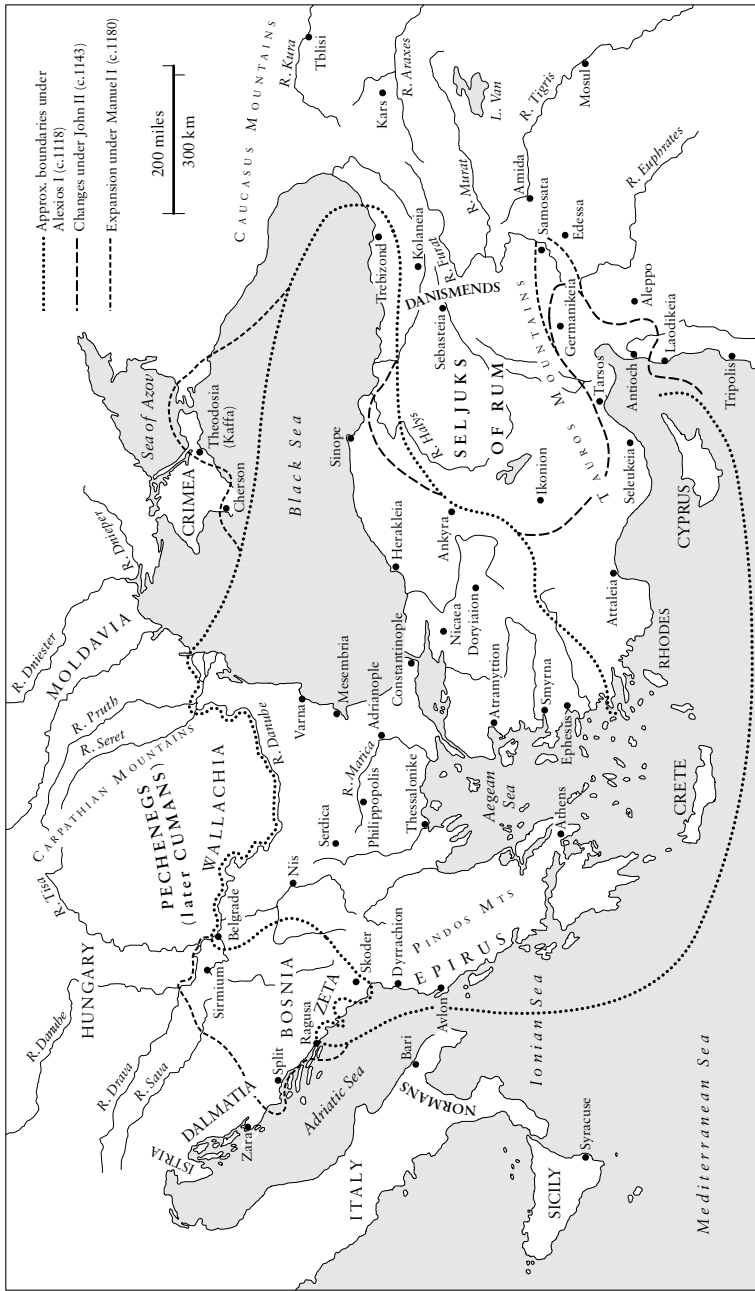 Approx. boundaries under
Alexios I (c.1118)
Changes under John II (c.1143)
Expansion under Manuel I (c.1180)
200 miles
300 km
CAUCASUS MOUNTAINS
R. Kura
Tblisi
Kars
R. Araxes
L. Van
R. Murat
R. Tigris
Mosul
Amida
Samosata
Edessa
R. Euphrates
Kolaneia
R. Furat
Trebizond
DANISMENDS
Sebasteia
Germanikeia
Aleppo
Laodikeia
Antioch
Tripolis
Tarsos
SELJUKS
OF RUM
TAUROS MOUNTAINS
R. Halys
Sinope
Ikonion
Seleukeia
CYPRUS
Sea of Azov
Theodosia
(Kaffa)
CRIMEA
Cherson
Black Sea
Herakleia
Ankyra
Attaleia
R. Dnieper
R. Dniester
MOLDAVIA
R. Pruth
R. Seret
CARPATHIAN MOUNTAINS
Nicaea
Doryiaion
Constantinople
Atramyttion
Smyrna
Ephesus
RHODES
Varna
Mesembria
Adrianople
R. Danube
R. Marica
Philippopolis
Serdica
Thessalonike
Aegean
Sea
Athens
CRETE
R. Tisa
PECHENEGS
(later CUMANS)
WALLACHIA
Nis
Belgrade
HUNGARY
R. Danube
Sirmium
R. Drava
R. Sava
BOSNIA
ZETA
Skoder
Dyrrachion
EPIRUS
PINDOS MTS
Avlon
Ragusa
Split
DALMATIA
Zara
ISTRIA
Adriatic Sea
Bari
NORMANS
ITALY
Ionian Sea
SICILY
Syracuse
Mediterranean Sea